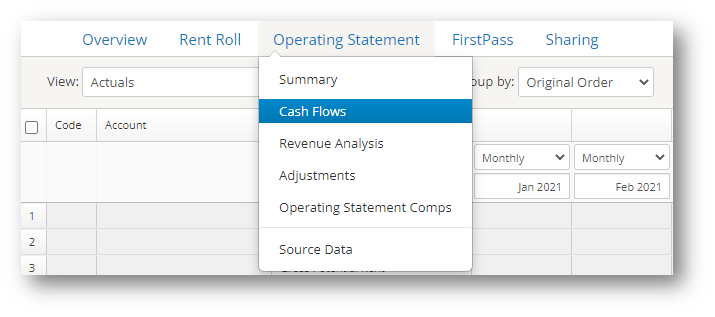 Overview Rent Roll Operating Statement FirstPass Sharing
View: Actuals Summary oup by: Original Order
Cash Flows
Code Account Revenue Analysis
Monthly Monthly
Adjustments
Jan 2021 Feb 2021
Operating Statement Comps
1
2 Source Data
3